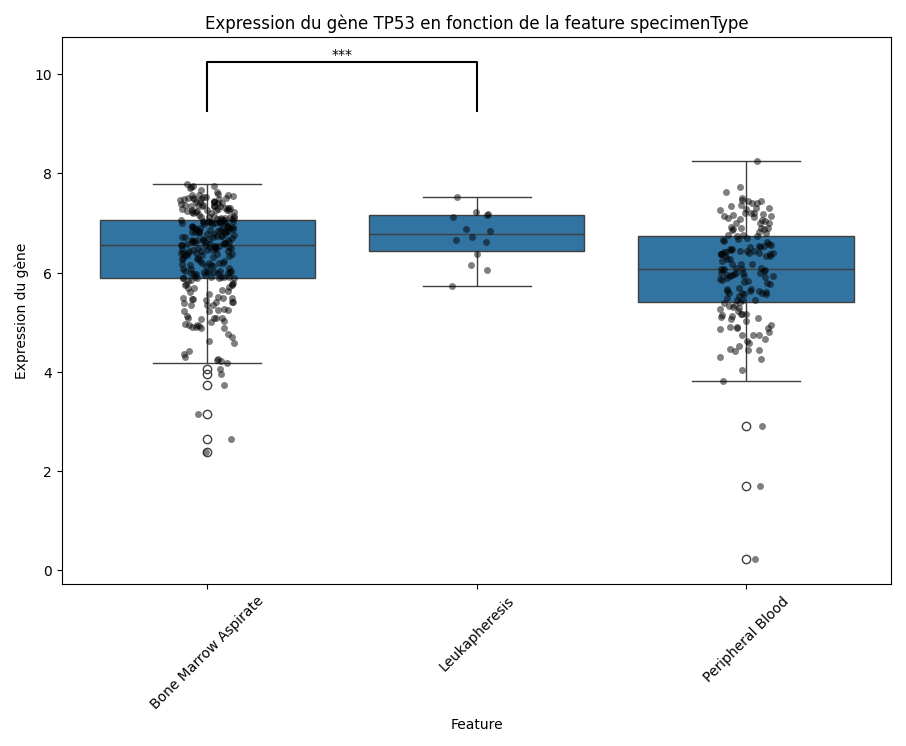 Expression du gène TP53 en fonction de la feature specimenType
***
10
8
6
4
2
0
Expression du gène
Bone Marrow Aspirate
Leukapheresis
Peripheral Blood
Feature